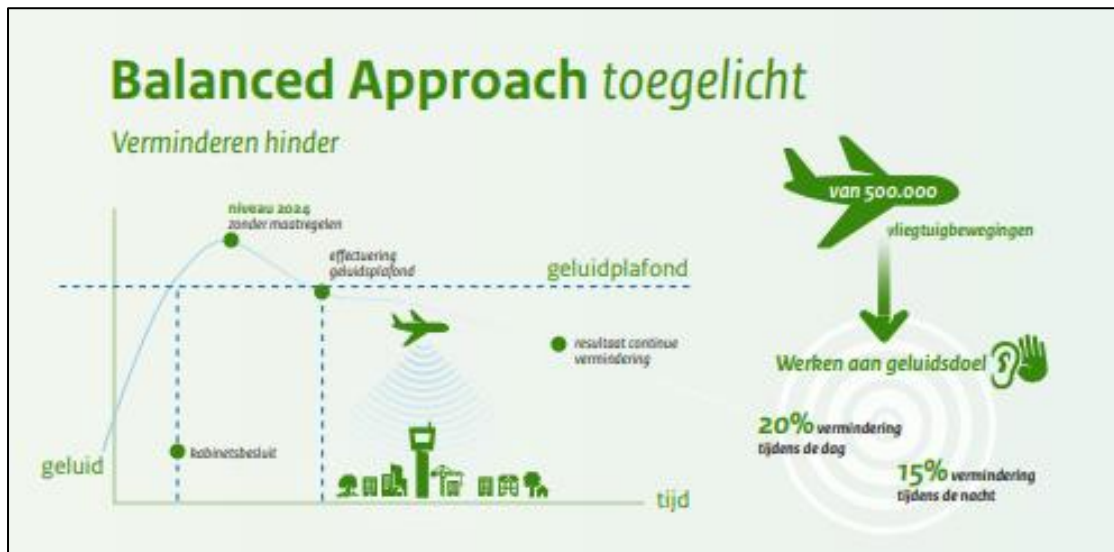 Balanced Approach toegelicht
Verminderen hinder
niveau 2024
zonder maatregelen
effectuering
geluidsplafond
geluidplafond
resultaat continue
vermindering
kabinetsbesluit
geluid
tijd
van 500.000
vliegtuigbewegingen
Werken aan geluidsdoel
20% vermindering
tijdens de dag
15% vermindering
tijdens de nacht